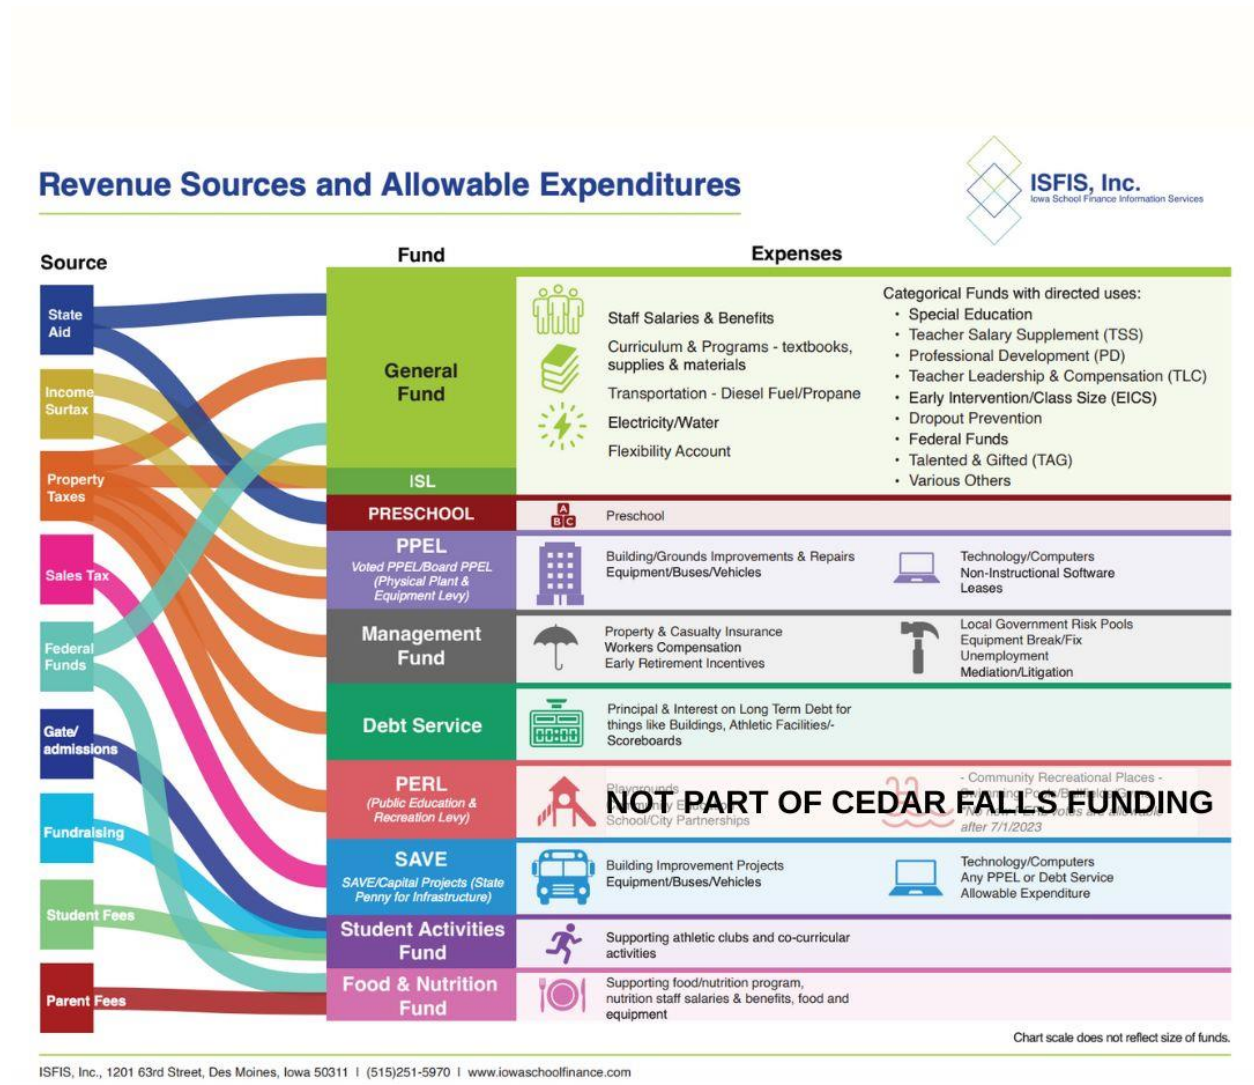 Revenue Sources and Allowable Expenditures
ISFIS, Inc.
Iowa School Finance Information Services
Source
Fund
Expenses
State
Aid
Income
Surtax
Property
Taxes
Sales Tax
Federal
Funds
Gate/
admissions
Fundraising
Student Fees
Parent Fees
General
Fund
Staff Salaries & Benefits
Curriculum & Programs - textbooks,
supplies & materials
Transportation - Diesel Fuel/Propane
Electricity/Water
Flexibility Account
Categorical Funds with directed uses:
• Special Education
• Teacher Salary Supplement (TSS)
• Professional Development (PD)
• Teacher Leadership & Compensation (TLC)
• Early Intervention/Class Size (EICS)
• Dropout Prevention
• Federal Funds
• Talented & Gifted (TAG)
• Various Others
ISL
PRESCHOOL
A
B C
Preschool
PPEL
Voted PPEL/Board PPEL
(Physical Plant &
Equipment Levy)
Building/Grounds Improvements & Repairs
Equipment/Buses/Vehicles
Technology/Computers
Non-Instructional Software
Leases
Management
Fund
Property & Casualty Insurance
Workers Compensation
Early Retirement Incentives
Local Government Risk Pools
Equipment Break/Fix
Unemployment
Mediation/Litigation
Debt Service
00:00
Principal & Interest on Long Term Debt for
things like Buildings, Athletic Facilities/-
Scoreboards
PERL
(Public Education &
Recreation Levy)
Playgrounds
School/City Partnerships
- Community Recreational Places -
after 7/1/2023
NOT PART OF CEDAR FALLS FUNDING
SAVE
SAVE/Capital Projects (State
Penny for Infrastructure)
Building Improvement Projects
Equipment/Buses/Vehicles
Technology/Computers
Any PPEL or Debt Service
Allowable Expenditure
Student Activities
Fund
Supporting athletic clubs and co-curricular
activities
Food & Nutrition
Fund
Supporting food/nutrition program,
nutrition staff salaries & benefits, food and
equipment
Chart scale does not reflect size of funds.
ISFIS, Inc., 1201 63rd Street, Des Moines, Iowa 50311 | (515)251-5970 | www.iowaschoolfinance.com